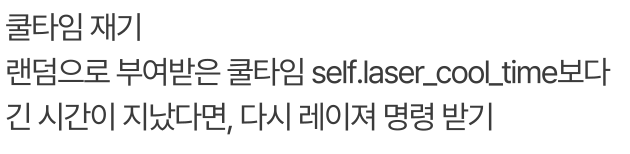 쿨타임 재기
랜덤으로 부여받은 쿨타임 self.laser_cool_time보다
긴 시간이 지났다면, 다시 레이져 명령 받기